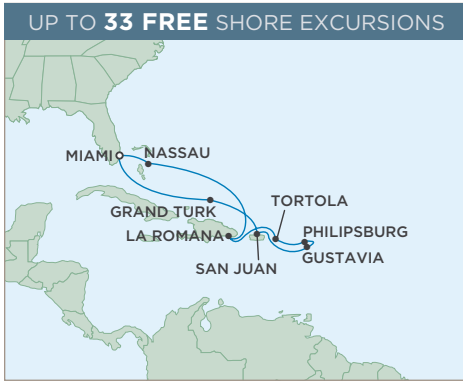 UP TO 33 FREE SHORE EXCURSIONS
MIAMI
NASSAU
GRAND TURK
TORTOLA
LA ROMANA
PHILIPSBURG
GUSTAVIA
SAN JUAN